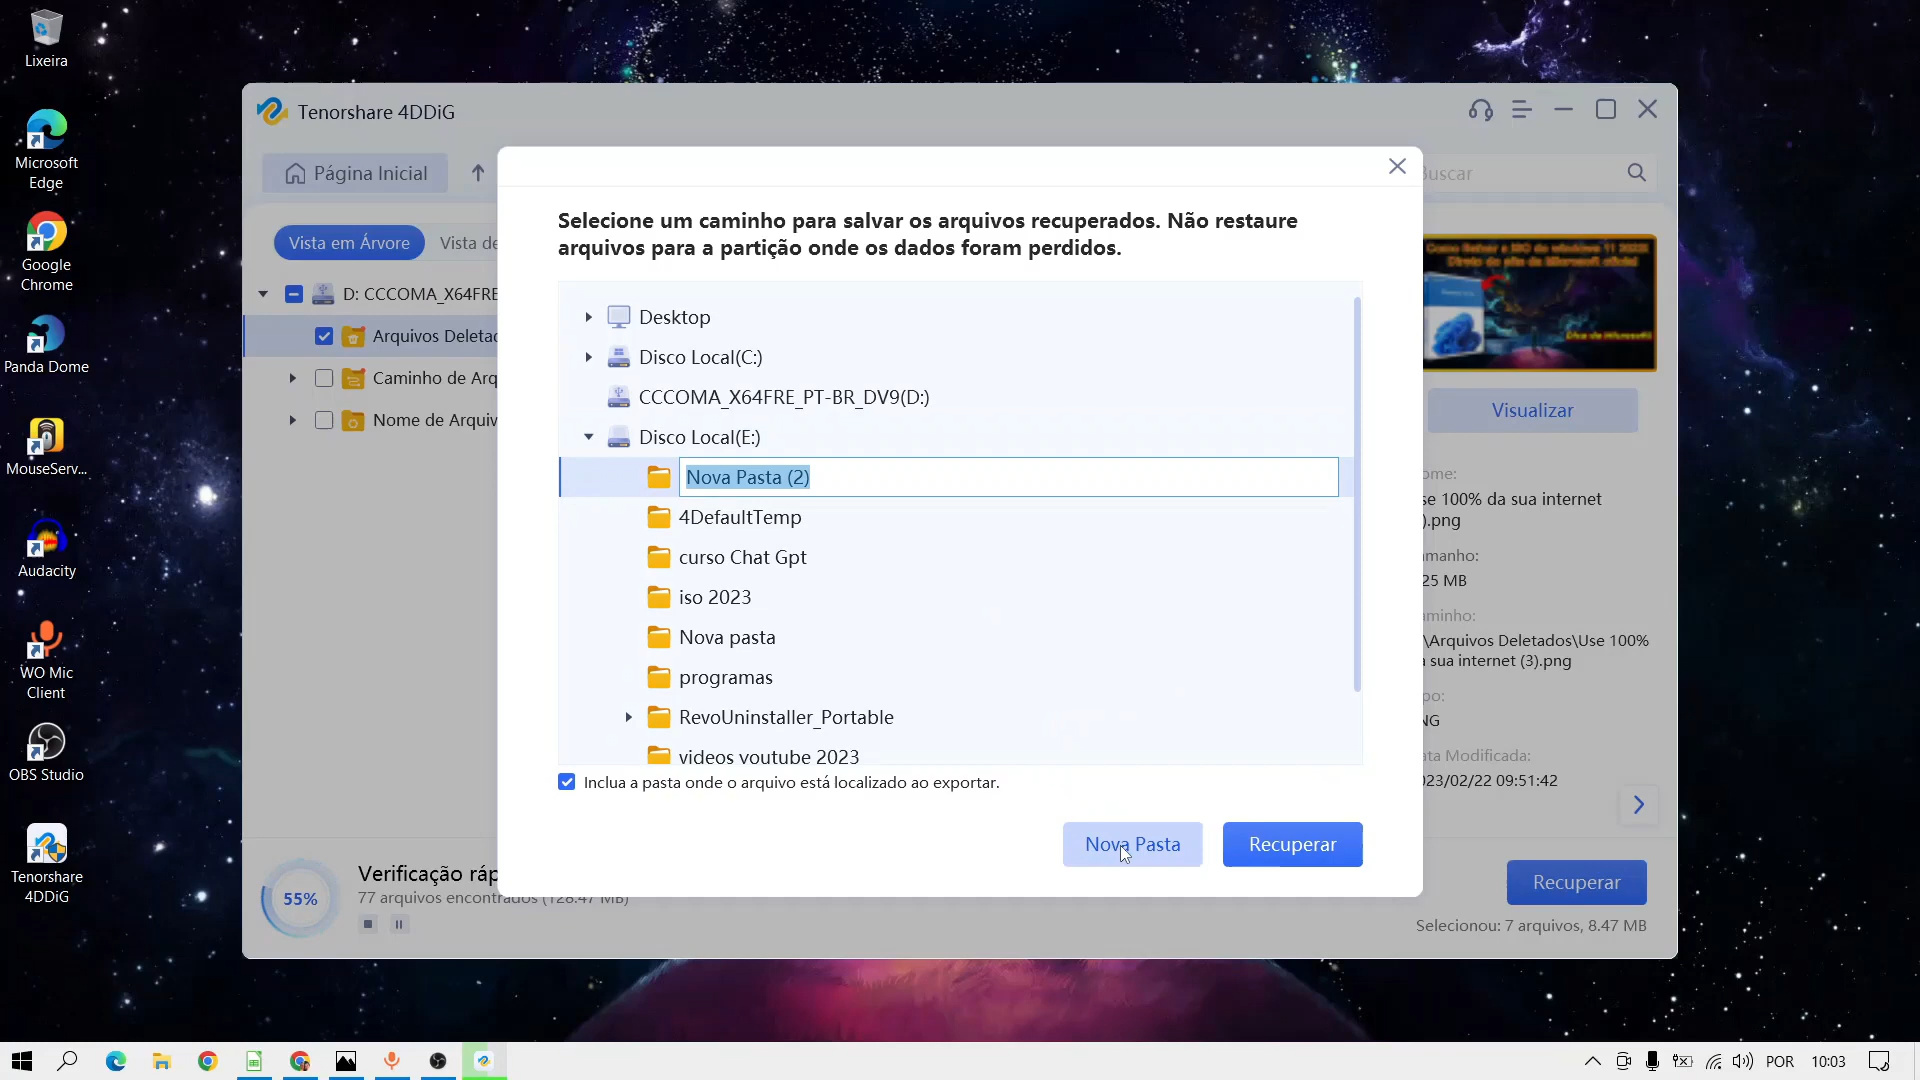 Lixeira
Microsoft
Edge
Google
Chrome
Panda Dome
MouseServ...
Audacity
WO Mic
Client
OBS Studio
Tenorshare
4DDiG
Tenorshare 4DDiG
Página Inicial
Buscar
Vista em Árvore
Vista de
D: CCCOMA_X64FRE
Arquivos Deletad
Caminho de Arq
Nome de Arquiv
Selecione um caminho para salvar os arquivos recuperados. Não restaure
arquivos para a partição onde os dados foram perdidos.
Desktop
Disco Local(C:)
CCCOMA_X64FRE_PT-BR_DV9(D:)
Disco Local(E:)
Nova Pasta (2)
4DefaultTemp
curso Chat Gpt
iso 2023
Nova pasta
programas
RevoUninstaller_Portable
videos youtube 2023
Inclua a pasta onde o arquivo está localizado ao exportar.
Nova Pasta
Recuperar
Visualizar
ome:
se 100% da sua internet
).png
amanho:
25 MB
aminho:
\Arquivos Deletados\Use 100%
a sua internet (3).png
po:
NG
ata Modificada:
023/02/22 09:51:42
55%
Verificação ráp
77 arquivos encontrados (128.47 MB)
Recuperar
Selecionou: 7 arquivos, 8.47 MB
POR
10:03